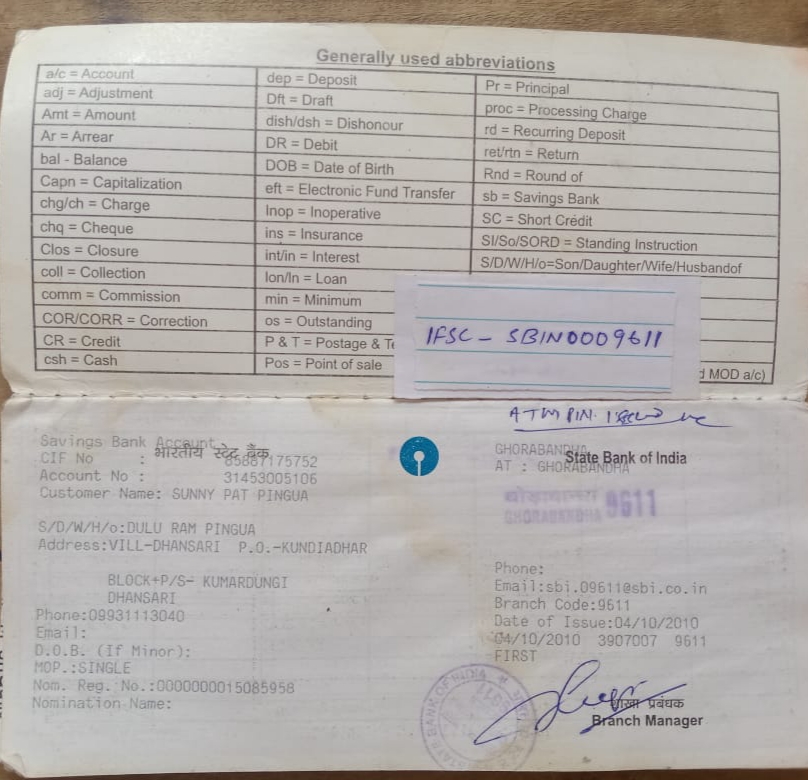 Generally used abbreviations
a/c = Account
adj = Adjustment
Amt = Amount
Ar = Arrear
bal - Balance
Capn = Capitalization
chg/ch = Charge
chq = Cheque
Clos = Closure
coll = Collection
comm = Commission
COR/CORR = Correction
CR = Credit
csh = Cash
dep = Deposit
Dft = Draft
dish/dsh = Dishonour
DR = Debit
DOB = Date of Birth
eft = Electronic Fund Transfer
Inop = Inoperative
ins = Insurance
int/in = Interest
lon/ln = Loan
min = Minimum
os = Outstanding
P & T = Postage & Te
Pos = Point of sale
Pr = Principal
proc = Processing Charge
rd = Recurring Deposit
ret/rtn = Return
Rnd = Round of
sb = Savings Bank
SC = Short Credit
SI/So/SORD = Standing Instruction
S/D/W/H/o=Son/Daughter/Wife/Husbandof
d MOD a/c)
IFSC - SBIN0009611
ATM PIN.
Savings Bank Account
भारतीय स्टेट बैंक
CIF No : 85887175752
Account No : 31453005106
Customer Name: SUNNY PAT PINGUA
S/D/W/H/o:DULU RAM PINGUA
Address:VILL-DHANSARI P.O.-KUNDIADHAR
BLOCK+P/S- KUMARDUNGI
DHANSARI
Phone:09931113040
Email:
D.O.B. (If Minor):
MOP.:SINGLE
Nom. Reg. No.:0000000015085958
Nomination Name:
GHORABANDHA
State Bank of India
AT : GHORABANDHA
GHORABANDHA 9611
Phone:
Email:sbi.09611@sbi.co.in
Branch Code:9611
Date of Issue:04/10/2010
04/10/2010 3907007 9611
FIRST
STATE BANK OF INDIA
शाखा प्रबंधक
Branch Manager